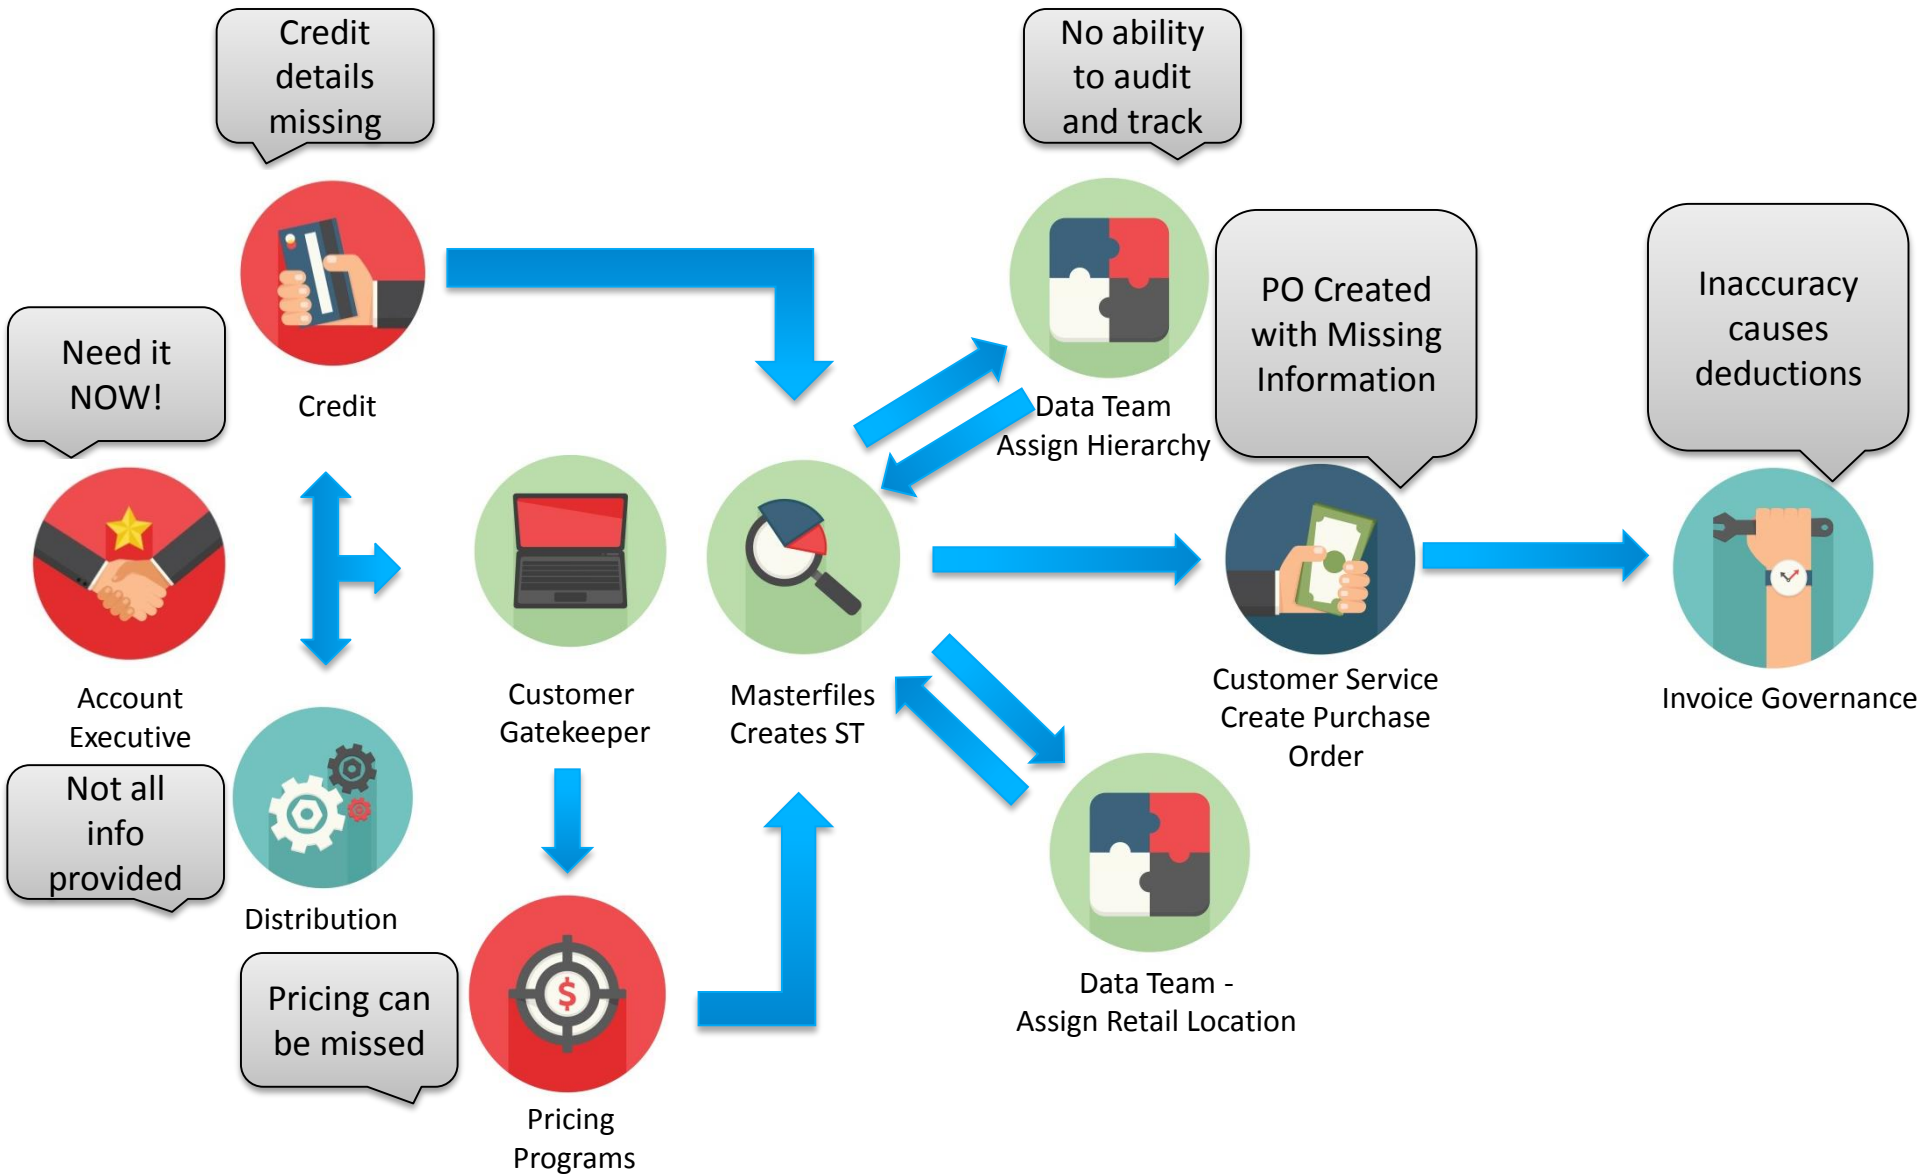 Credit
details
missing
No ability
to audit
and track
PO Created
with Missing
Information
Inaccuracy
causes
deductions
Need it
NOW!
Credit
Data Team
Assign Hierarchy
Account
Executive
Customer
Gatekeeper
Masterfiles
Creates ST
Customer Service
Create Purchase
Order
Invoice Governance
Not all
info
provided
Distribution
Pricing can
be missed
$
Data Team -
Assign Retail Location
Pricing
Programs